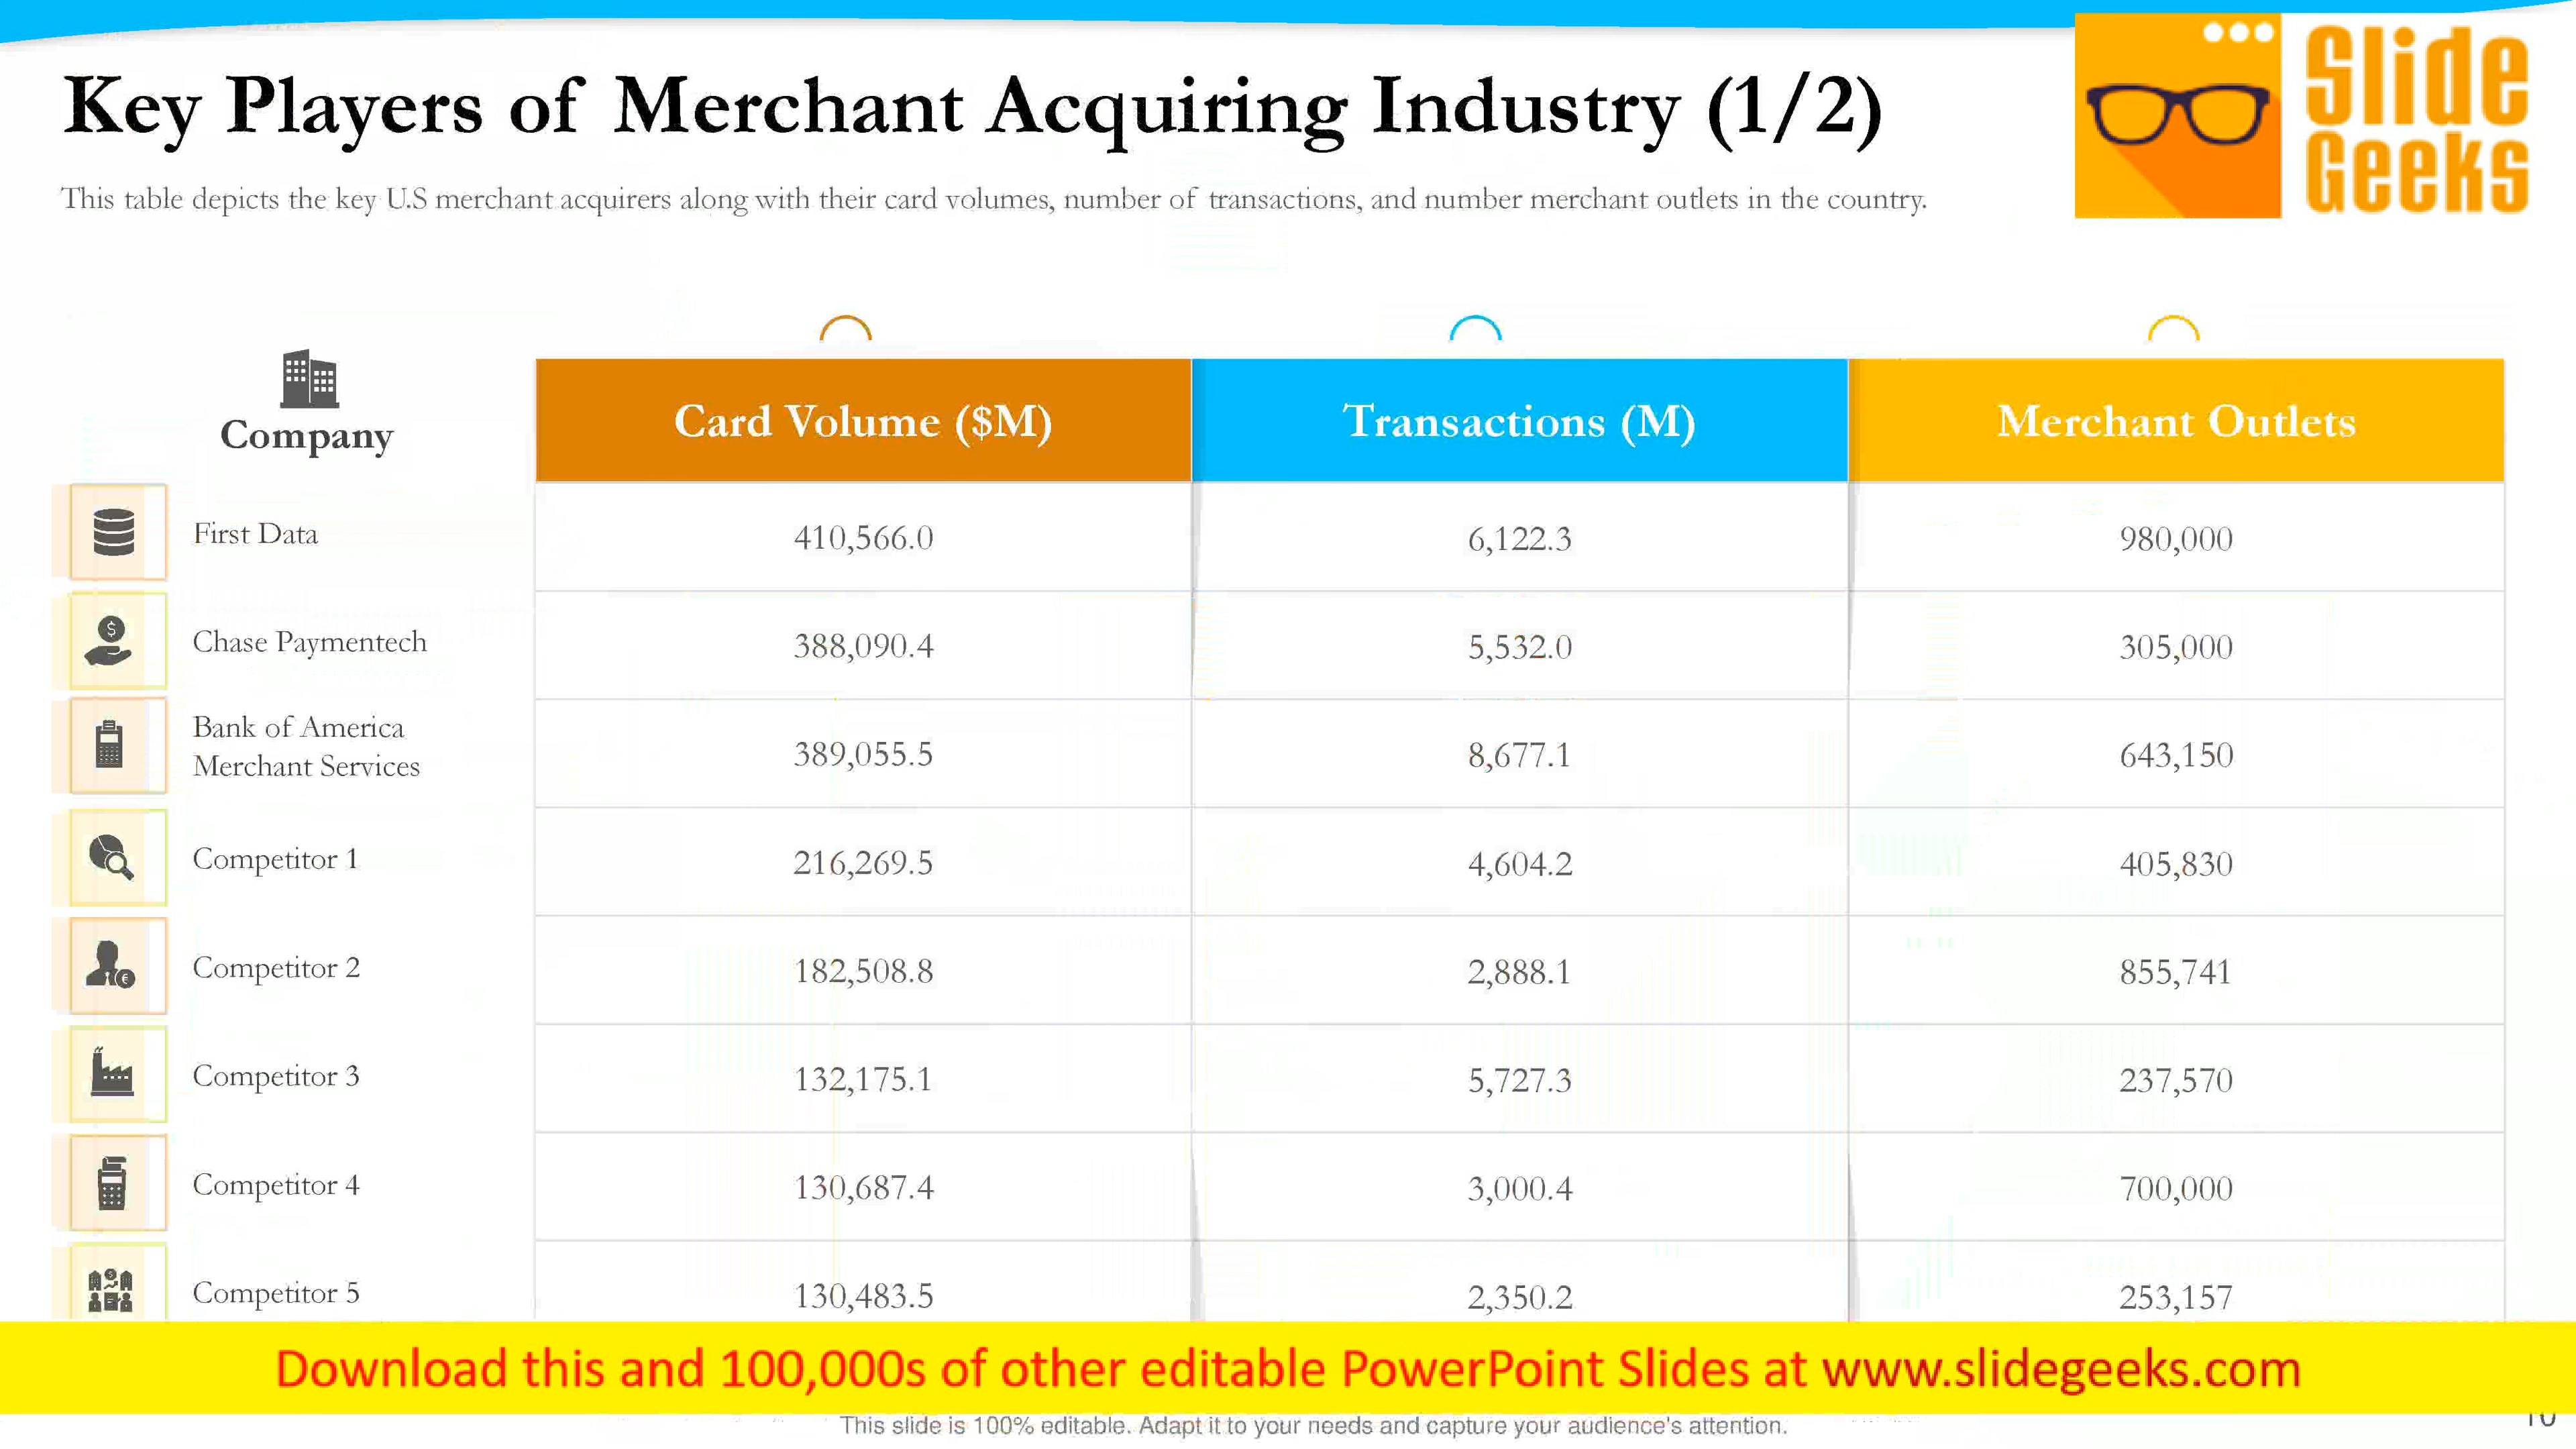 Key Players of Merchant Acquiring Industry (1/2)
Slide
Geeks
This table depicts the key U.S merchant acquirers along with their card volumes, number of transactions, and number merchant outlets in the country.
Company
Card Volume ($M)
Transactions (M)
Merchant Outlets
First Data
410,566.0
6,122.3
980,000
Chase Paymentech
388,090.4
5,532.0
305,000
Bank of America
Merchant Services
389,055.5
8,677.1
643,150
Competitor 1
216,269.5
4,604.2
405,830
Competitor 2
182,508.8
2,888.1
855,741
Competitor 3
132,175.1
5,727.3
237,570
Competitor 4
130,687.4
3,000.4
700,000
Competitor 5
130,483.5
2,350.2
253,157
Download this and 100,000s of other editable PowerPoint Slides at www.slidegeeks.com
This slide is 100% editable. Adapt it to your needs and capture your audience's attention.